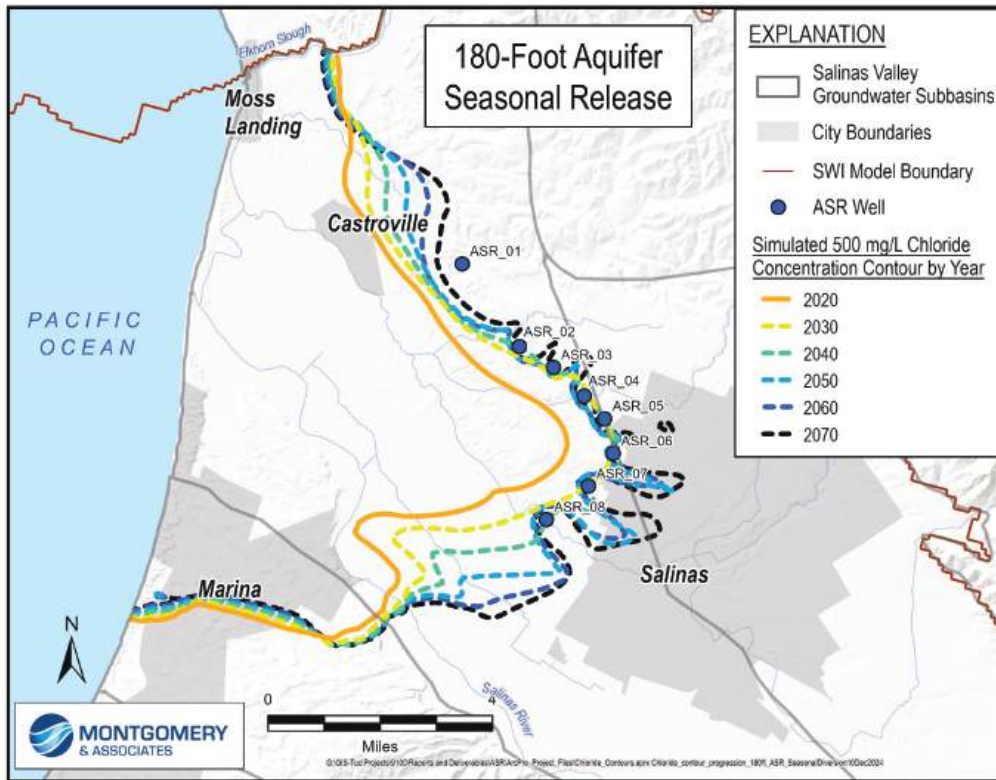 180-Foot Aquifer
Seasonal Release
EXPLANATION
Salinas Valley
Groundwater Subbasins
City Boundaries
SWI Model Boundary
ASR Well
Simulated 500 mg/L Chloride
Concentration Contour by Year
2020
2030
2040
2050
2060
2070
Elkhorn Slough
Moss
Landing
Castroville
ASR_01
PACIFIC
OCEAN
ASR_02
ASR_03
ASR_04
ASR_05
ASR_06
ASR_07
ASR_08
Salinas
Marina
N
Salinas River
0
4
Miles
MONTGOMERY
& ASSOCIATES